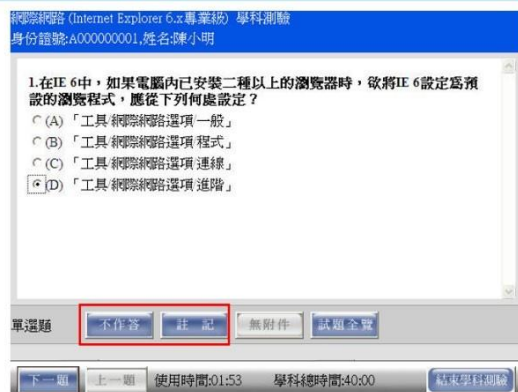 網際網路 (Internet Explorer 6.x專業級) 學科測驗
身份證號:A000000001,姓名:陳小明
1.在IE 6中，如果電腦內已安裝二種以上的瀏覽器時，欲將IE 6設定為預
設的瀏覽程式，應從下列何處設定？
(A) 「工具/網際網路選項/一般」
(B) 「工具/網際網路選項/程式」
(C) 「工具/網際網路選項/連線」
(D) 「工具/網際網路選項/進階」
單選題 不作答 註 記 無附件 試題全覽
下一題 上一題 使用時間:01:53 學科總時間:40:00 結束學科測驗